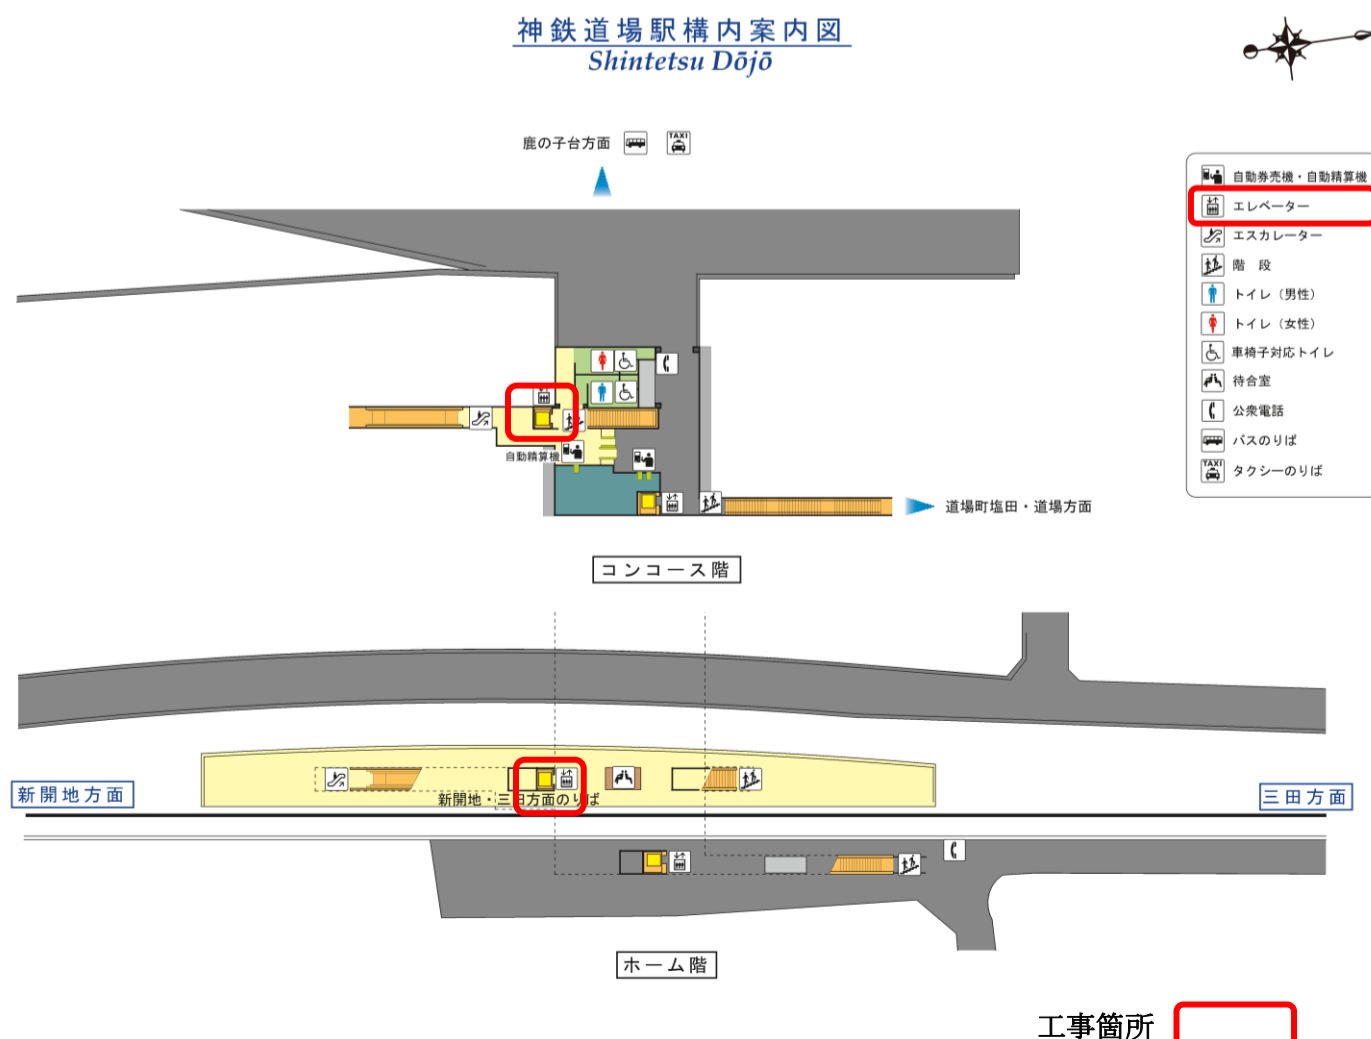 神鉄道場駅構内案内図
Shintetsu Dōjō
鹿の子台方面
TAXI
自動券売機・自動精算機
エレベーター
エスカレーター
階 段
トイレ（男性）
トイレ（女性）
車椅子対応トイレ
待合室
公衆電話
バスのりば
TAXI
タクシーのりば
自動精算機
道場町塩田・道場方面
コンコース階
新開地方面
新開地・三田方面のりば
三田方面
ホーム階
工事箇所